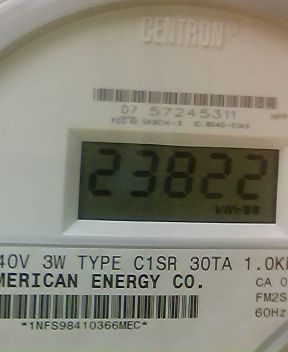 CENTRON®
07 57245311
23822
kWh
40V 3W TYPE C1SR 30TA 1.0K
MERICAN ENERGY CO.
CA 0
FM2S
60Hz
*1NFS98410366MEC*